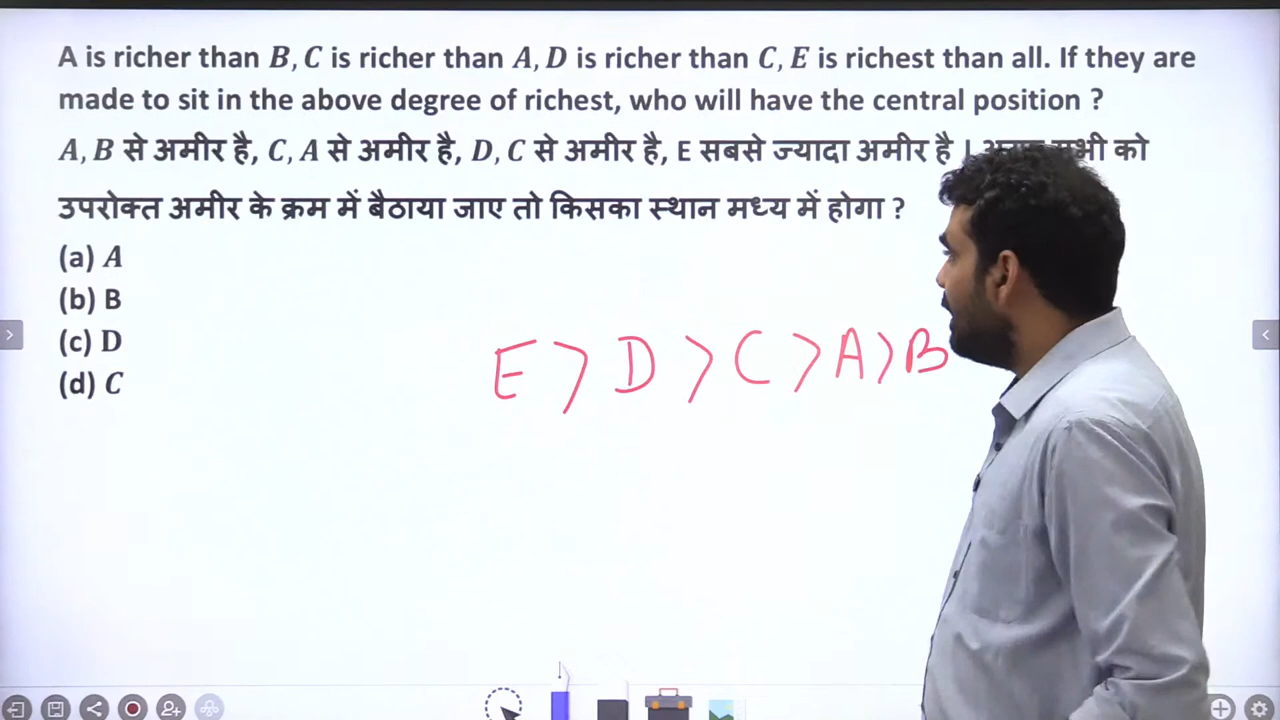 A is richer than B, C is richer than A, D is richer than C, E is richest than all. If they are
made to sit in the above degree of richest, who will have the central position ?
A, B से अमीर है, C, A से अमीर है, D, C से अमीर है, E सबसे ज्यादा अमीर है । को
उपरोक्त अमीर के क्रम में बैठाया जाए तो किसका स्थान मध्य में होगा ?
(a) A
(b) B
(c) D
(d) C
E > D > C > A > B